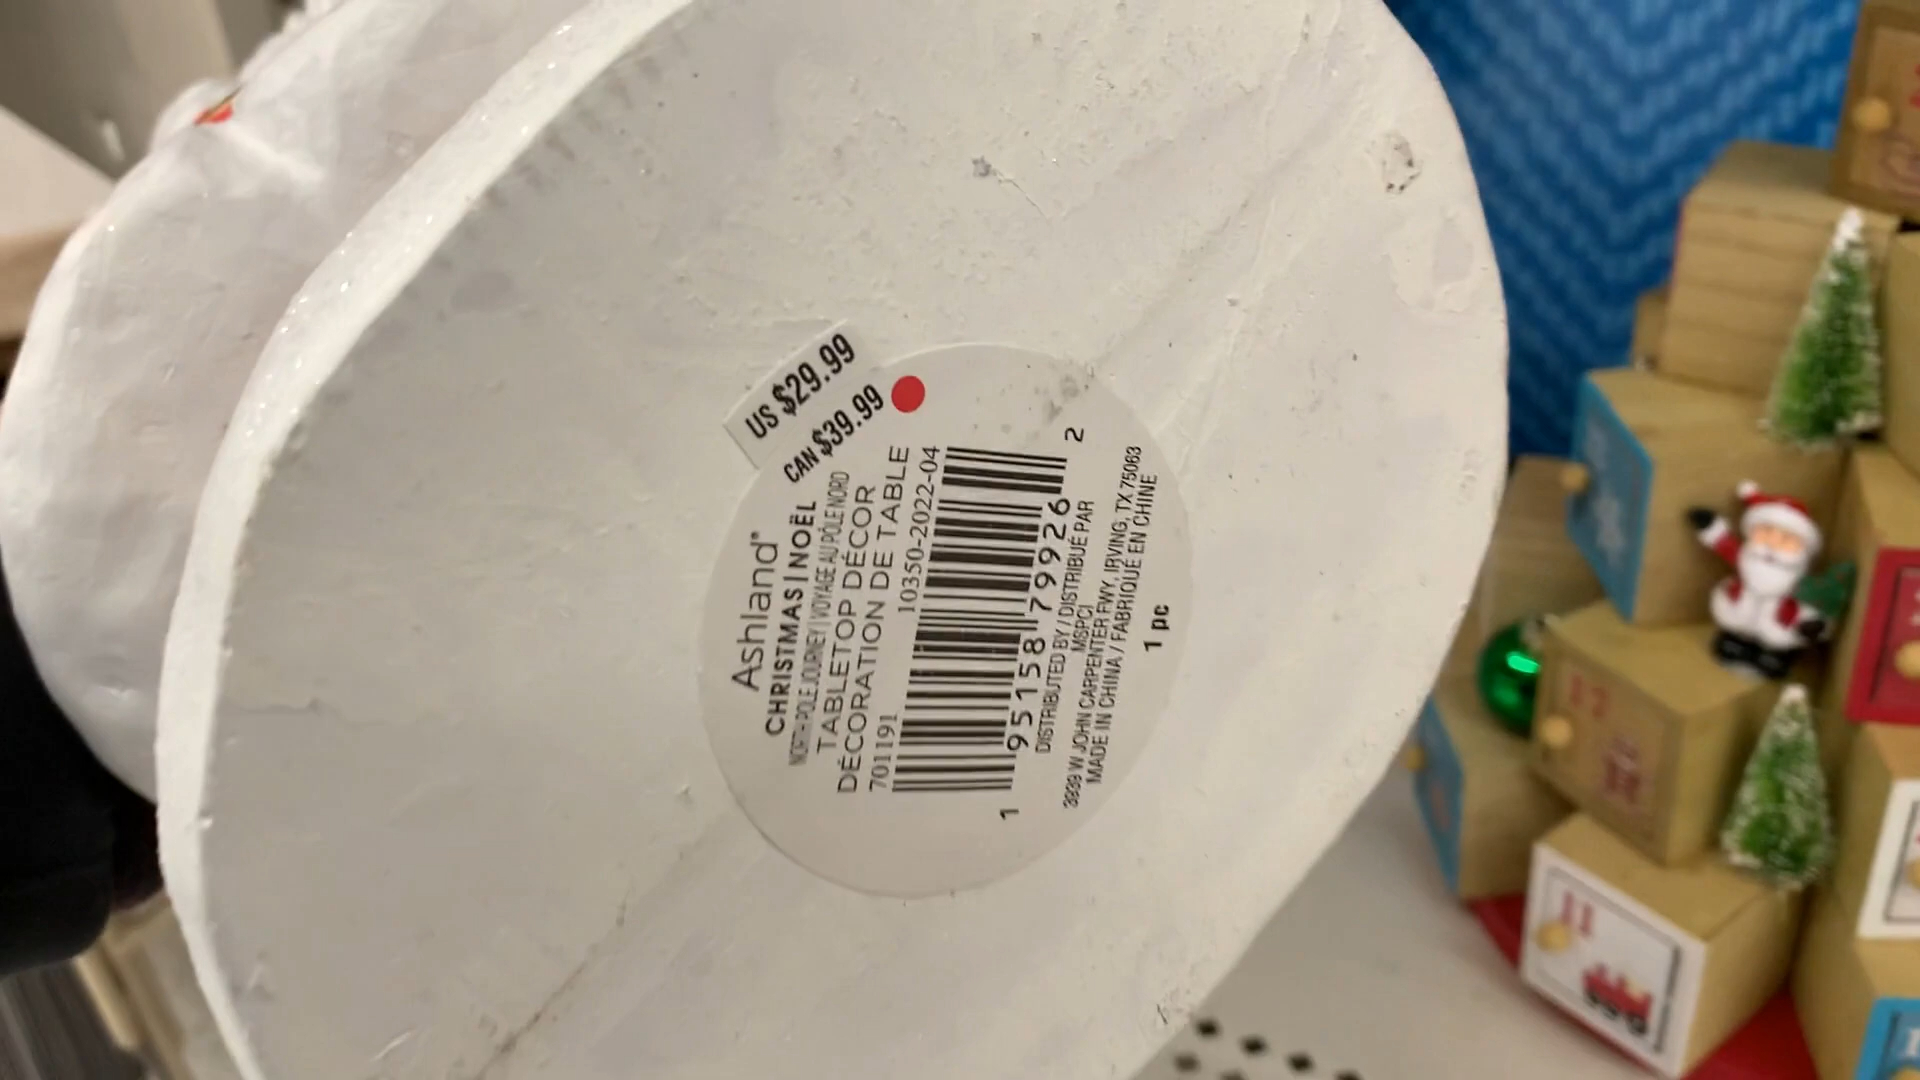 US $29.99
CAN $39.99
Ashland®
CHRISTMAS | NOËL
NORTH POLE JOURNEY | VOYAGE AU PÔLE NORD
TABLETOP DÉCOR
DÉCORATION DE TABLE
701191 10350-2022-04
1 95158 79926 2
DISTRIBUTED BY / DISTRIBUÉ PAR
MSPCI
3939 W JOHN CARPENTER FWY, IRVING, TX 75063
MADE IN CHINA / FABRIQUÉ EN CHINE
1 pc
17
11